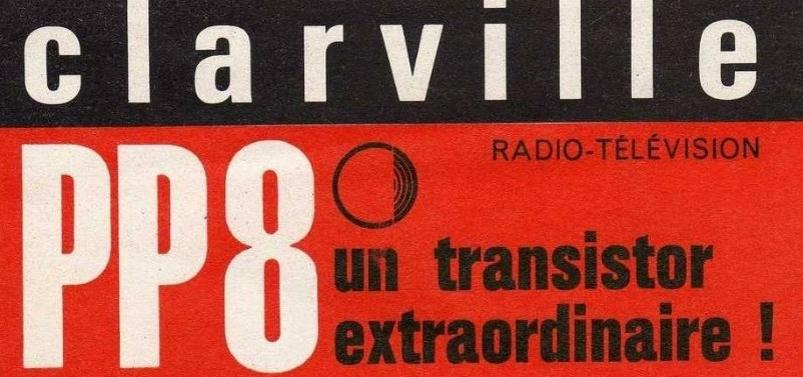 clarville
RADIO-TÉLÉVISION
PP8
un transistor
extraordinaire !